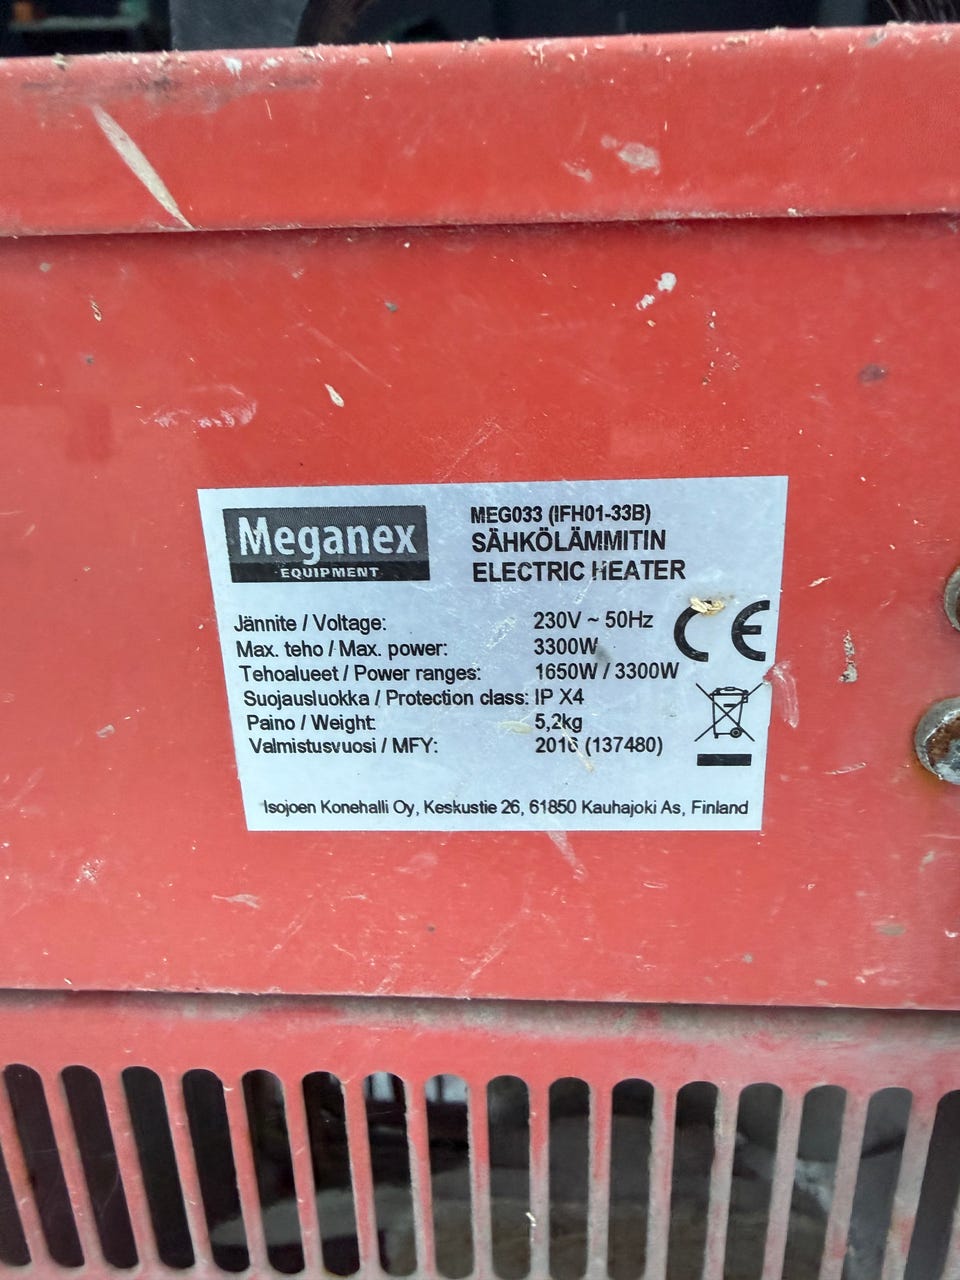 Meganex
EQUIPMENT
MEG033 (IFH01-33B)
SÄHKÖLÄMMITIN
ELECTRIC HEATER
Jännite / Voltage: 230V ~ 50Hz
Max. teho / Max. power: 3300W
Tehoalueet / Power ranges: 1650W / 3300W
Suojausluokka / Protection class: IP X4
Paino / Weight: 5,2kg
Valmistusvuosi / MFY: 2016 (137480)
CE
Isojoen Konehalli Oy, Keskustie 26, 61850 Kauhajoki As, Finland